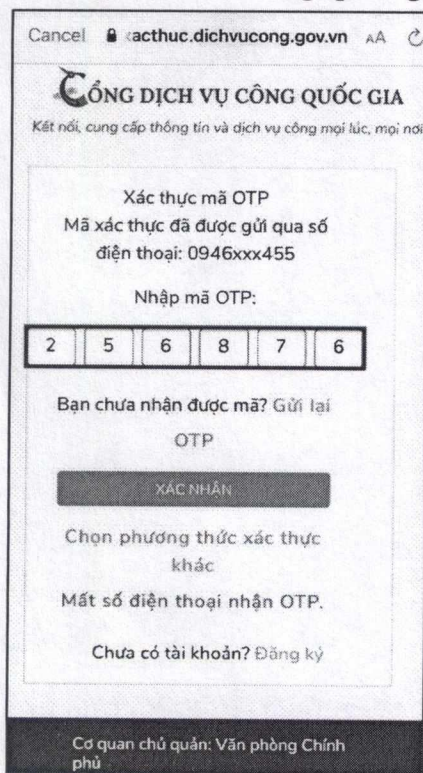 Cancel acthuc.dichvucong.gov.vn AA
CỔNG DỊCH VỤ CÔNG QUỐC GIA
Kết nối, cung cấp thông tin và dịch vụ công mọi lúc, mọi nơi
Xác thực mã OTP
Mã xác thực đã được gửi qua số
điện thoại: 0946xxx455
Nhập mã OTP:
2 5 6 8 7 6
Bạn chưa nhận được mã? Gửi lại
OTP
XÁC NHẬN
Chọn phương thức xác thực
khác
Mất số điện thoại nhận OTP.
Chưa có tài khoản? Đăng ký
Cơ quan chủ quản: Văn phòng Chính
phủ